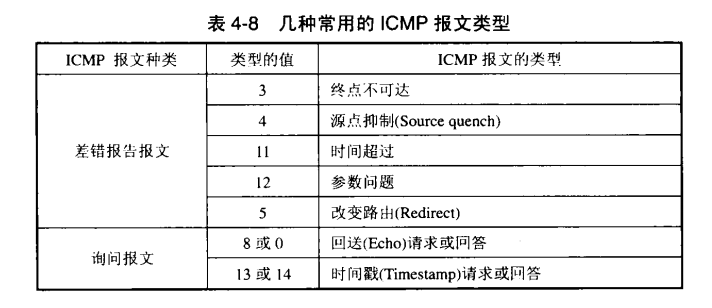 表 4-8 几种常用的 ICMP 报文类型
ICMP 报文种类 类型的值 ICMP 报文的类型
差错报告报文
3 终点不可达
4 源点抑制(Source quench)
11 时间超过
12 参数问题
5 改变路由(Redirect)
询问报文
8 或 0 回送(Echo)请求或回答
13 或 14 时间戳(Timestamp)请求或回答